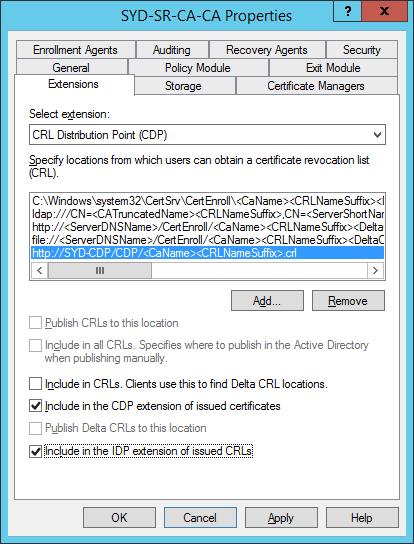 SYD-SR-CA-CA Properties
?
x
Enrollment Agents
Auditing
Recovery Agents
Security
General
Policy Module
Exit Module
Extensions
Storage
Certificate Managers
Select extension:
CRL Distribution Point (CDP)
Specify locations from which users can obtain a certificate revocation list
(CRL).
C:\Windows\system32\CertSrv\CertEnroll\<CaName><CRLNameSuffix><
ldap:///CN=<CATruncatedName><CRLNameSuffix>,CN=<ServerShortNa
http://<ServerDNSName>/CertEnroll/<CaName><CRLNameSuffix><Delta
file://<ServerDNSName>/CertEnroll/<CaName><CRLNameSuffix><DeltaC
http://SYD-CDP/CDP/<CaName><CRLNameSuffix>.crl
Add...
Remove
Publish CRLs to this location
Include in all CRLs. Specifies where to publish in the Active Directory
when publishing manually.
Include in CRLs. Clients use this to find Delta CRL locations.
Include in the CDP extension of issued certificates
Publish Delta CRLs to this location
Include in the IDP extension of issued CRLs
OK
Cancel
Apply
Help